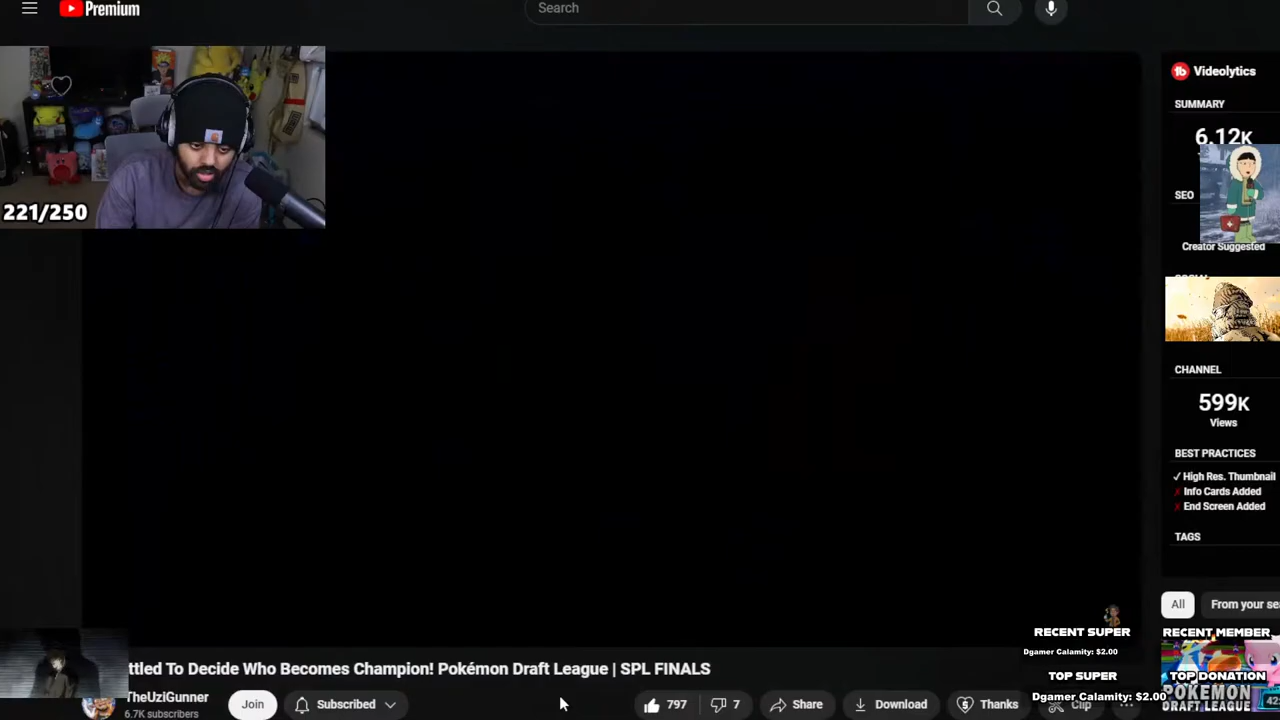 Premium
Search
Videolytics
SUMMARY
6.12K
221/250
SEO
Creator Suggested
CHANNEL
599K
Views
BEST PRACTICES
✓ High Res. Thumbnail
x Info Cards Added
x End Screen Added
TAGS
All From your se
RECENT SUPER
Dgamer Calamity: $2.00
RECENT MEMBER
TOP SUPER
Dgamer Calamity: $2.00
TOP DONATION
POKEMON
DRAFT LEAGUE
ttled To Decide Who Becomes Champion! Pokémon Draft League | SPL FINALS
TheUziGunner
6.7K subscribers
Join
Subscribed
797
7
Share
Download
Thanks
Clip